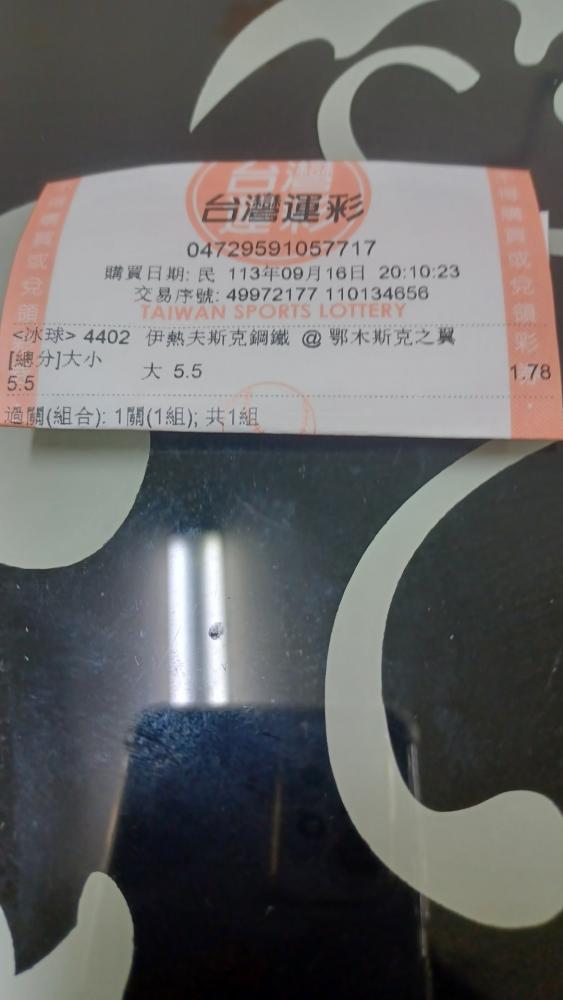 台灣運彩
04729591057717
購買日期: 民 113年09月16日 20:10:23
交易序號: 49972177 110134656
TAIWAN SPORTS LOTTERY
<冰球> 4402 伊熱夫斯克鋼鐵 @ 鄂木斯克之翼
[總分]大小 大 5.5
5.5 1.78
過關(組合): 1關(1組); 共1組